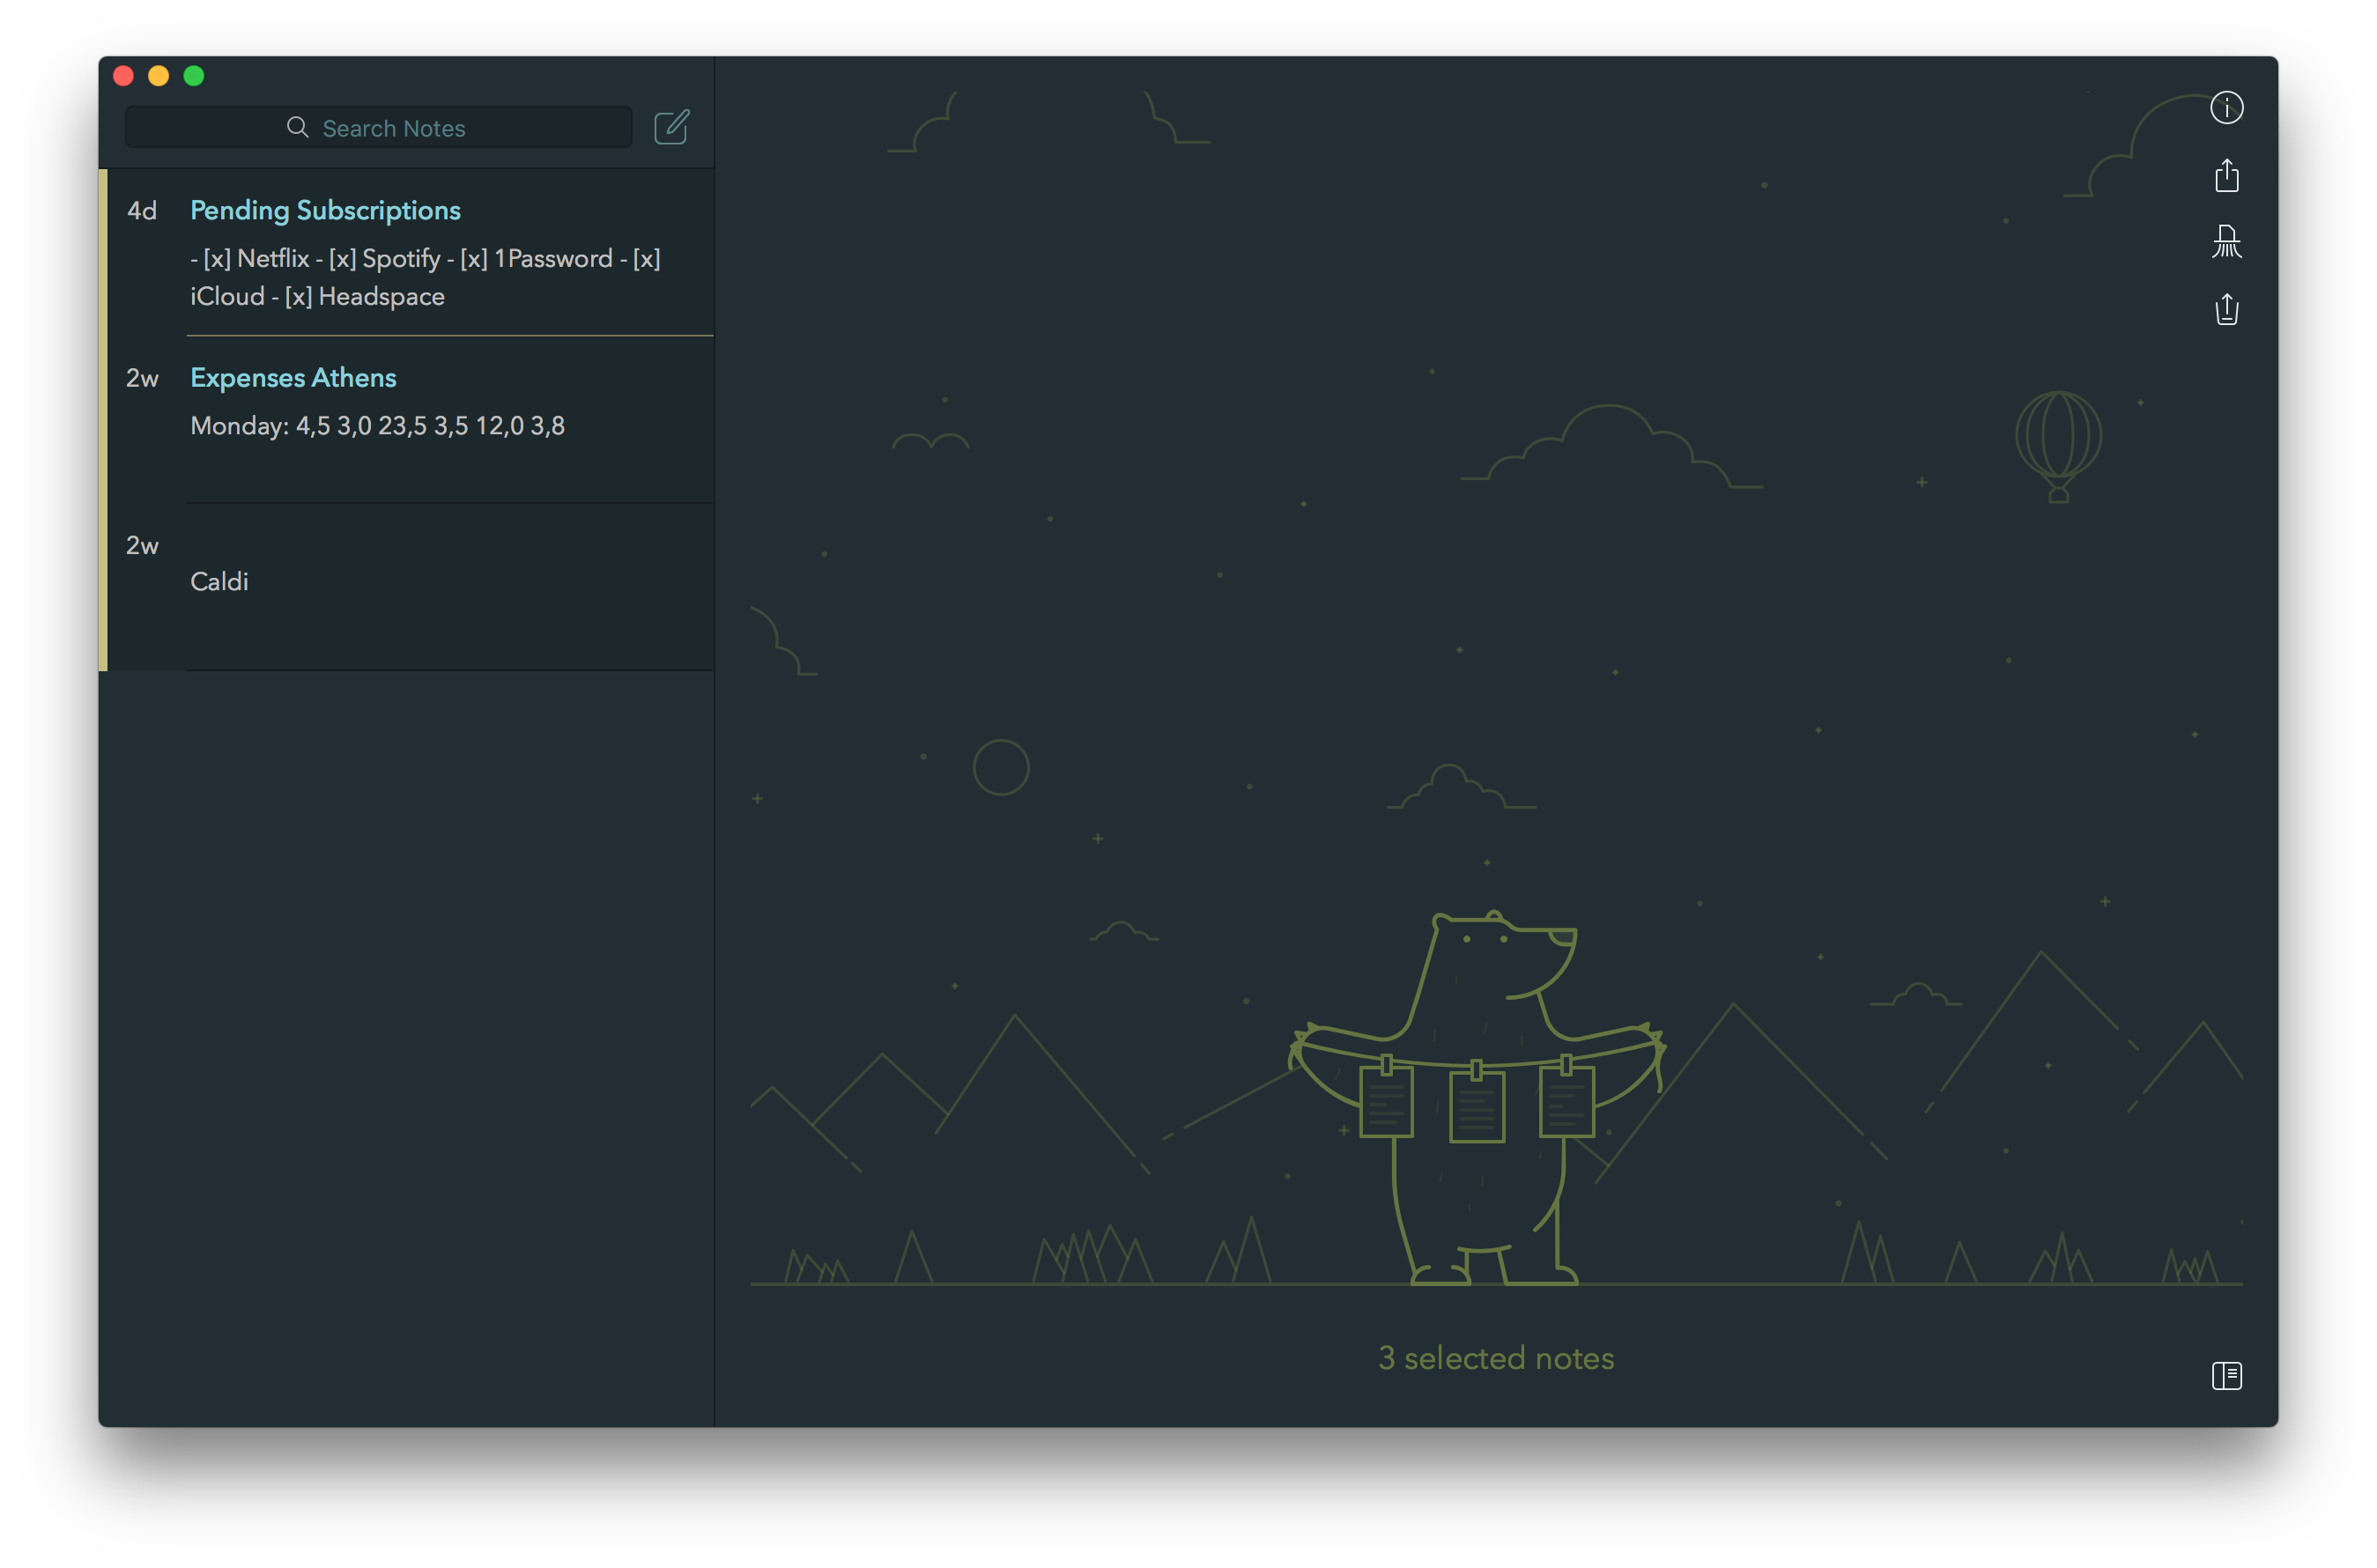 Search Notes
4d
Pending Subscriptions
- [x] Netflix - [x] Spotify - [x] 1Password - [x]
iCloud - [x] Headspace
2w
Expenses Athens
Monday: 4,5 3,0 23,5 3,5 12,0 3,8
2w
Caldi
3 selected notes